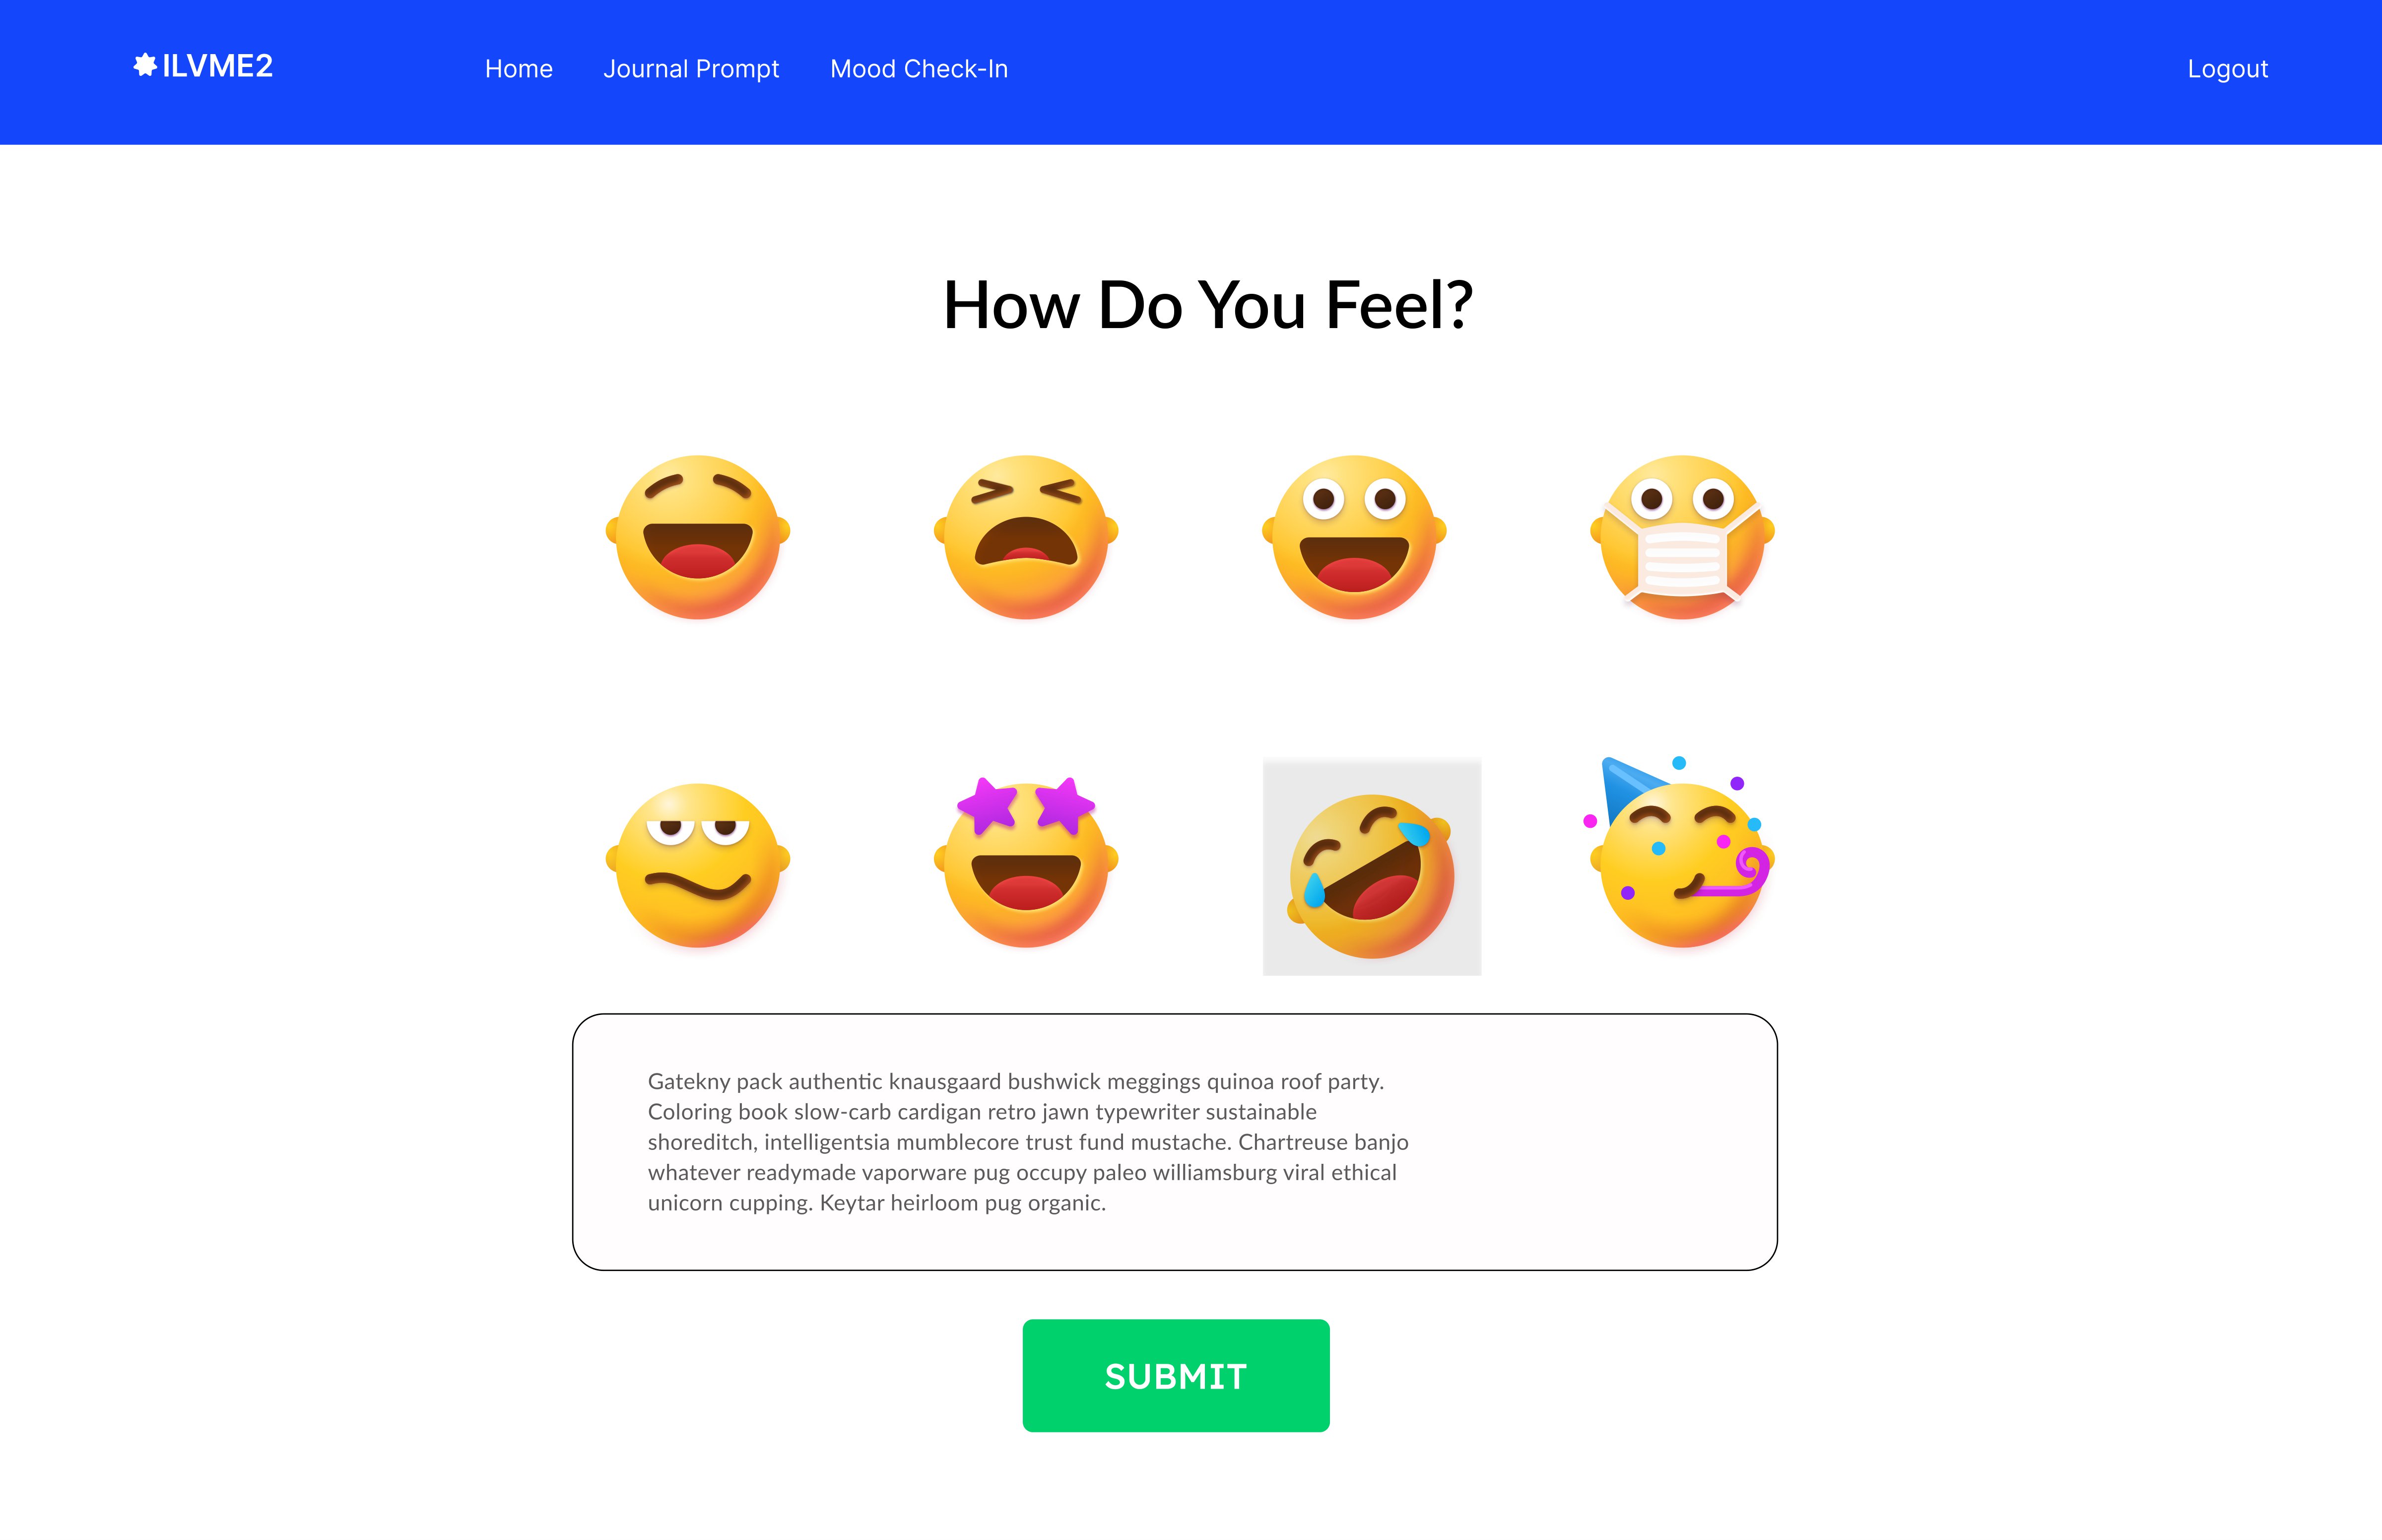 ILVME2
Home
Journal Prompt
Mood Check-In
Logout
How Do You Feel?
Gatekny pack authentic knausgaard bushwick meggings quinoa roof party.
Coloring book slow-carb cardigan retro jawn typewriter sustainable
shoreditch, intelligentsia mumblecore trust fund mustache. Chartreuse banjo
whatever readymade vaporware pug occupy paleo williamsburg viral ethical
unicorn cupping. Keytar heirloom pug organic.
SUBMIT